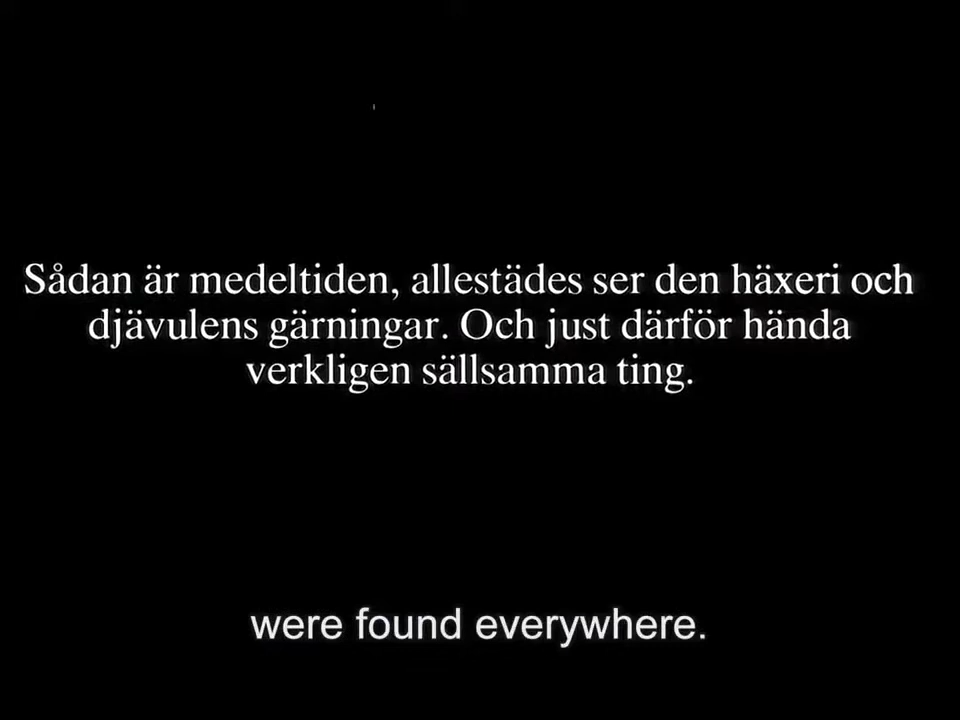 Sådan är medeltiden, allestädes ser den häxeri och
djävulens gärningar. Och just därför hända
verkligen sällsamma ting.
were found everywhere.